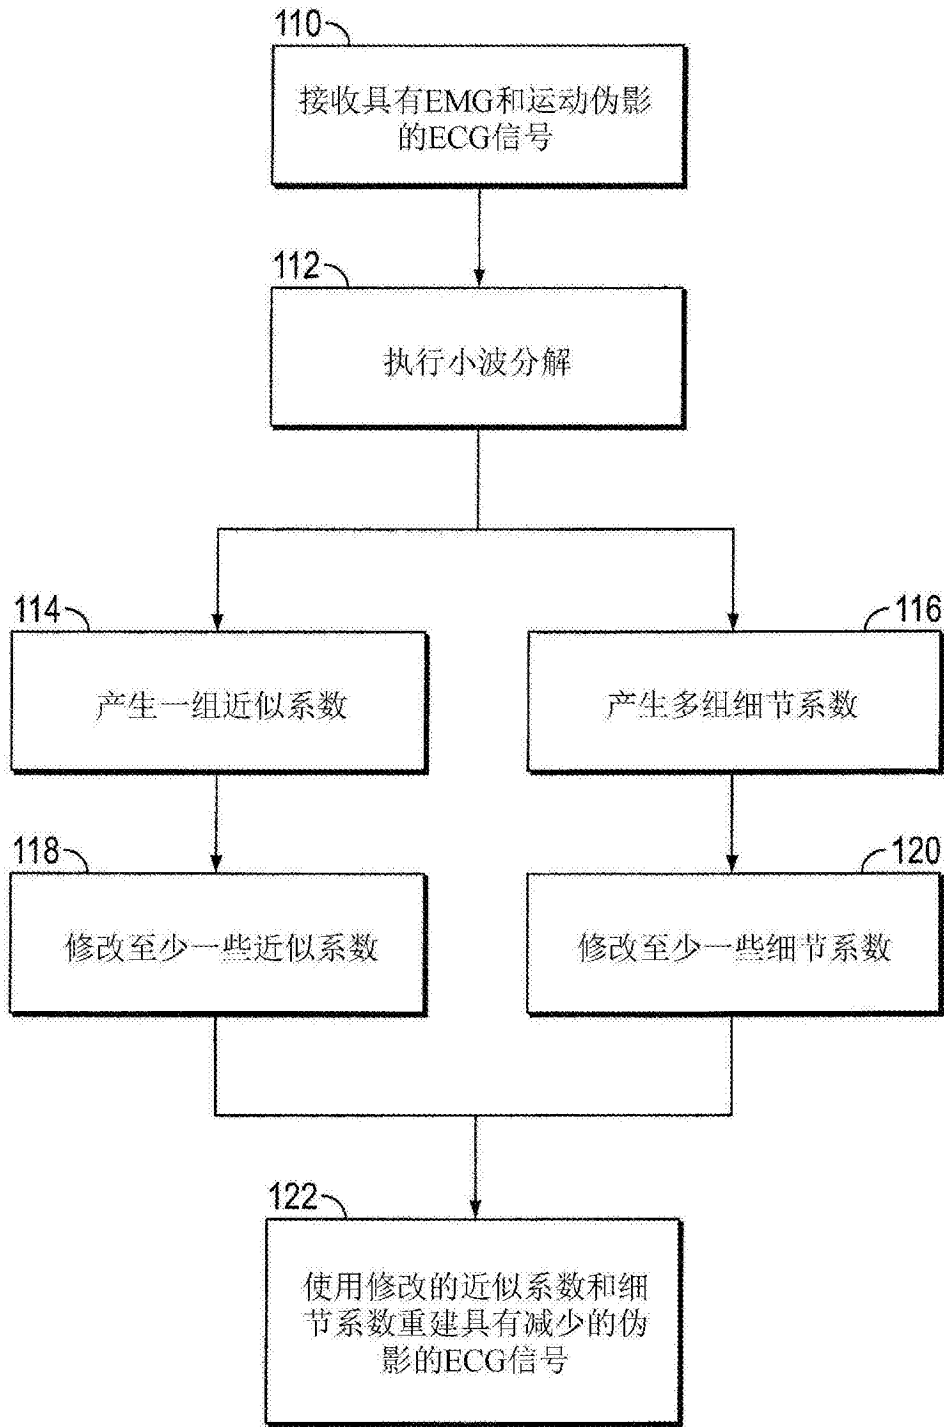 110
接收具有EMG和运动伪影
的ECG信号
112
执行小波分解
114
产生一组近似系数
116
产生多组细节系数
118
修改至少一些近似系数
120
修改至少一些细节系数
122
使用修改的近似系数和细
节系数重建具有减少的伪
影的ECG信号